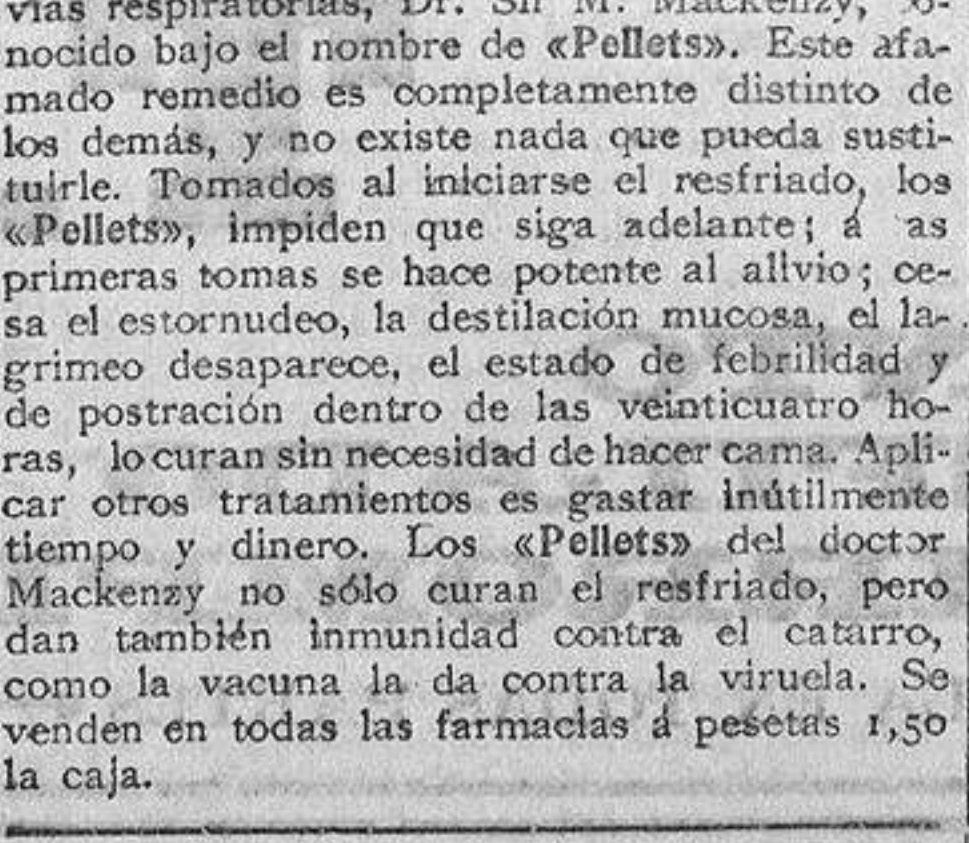 vías respiratorias, Dr. Sir M. Mackenzy,
nocido bajo el nombre de «Pellets». Este afa-
mado remedio es completamente distinto de
los demás, y no existe nada que pueda susti-
tuirle. Tomados al iniciarse el resfriado, los
«Pellets», impiden que siga adelante; á as
primeras tomas se hace potente al alivio; ce-
sa el estornudeo, la destilación mucosa, el la-
grimeo desaparece, el estado de febrilidad y
de postración dentro de las veinticuatro ho-
ras, lo curan sin necesidad de hacer cama. Apli-
car otros tratamientos es gastar inútilmente
tiempo y dinero. Los «Pellets» del doctor
Mackenzy no sólo curan el resfriado, pero
dan también inmunidad contra el catarro,
como la vacuna la da contra la viruela. Se
venden en todas las farmacias á pesetas 1,50
la caja.